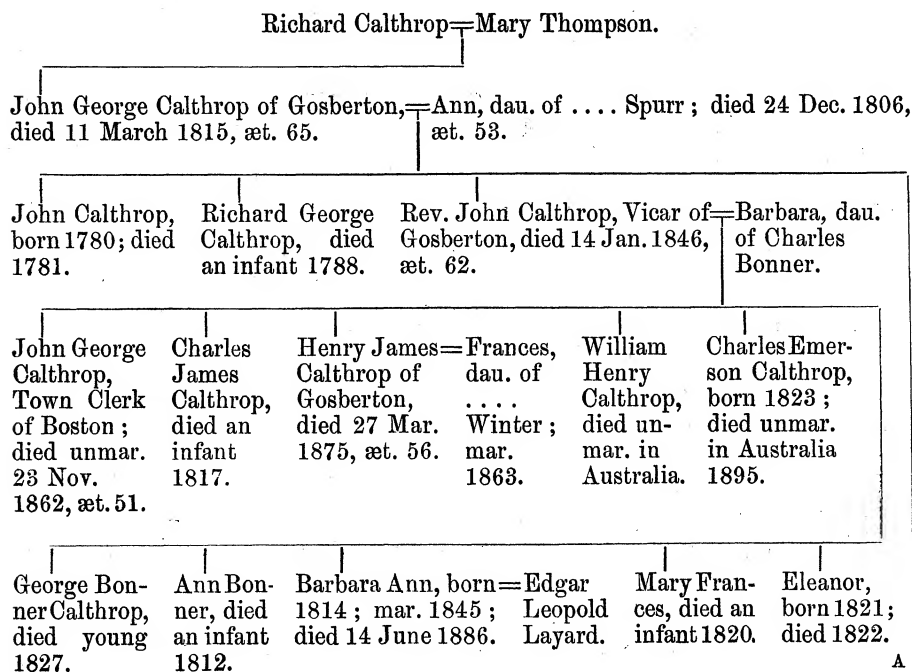 Richard Calthrop=Mary Thompson.
John George Calthrop of Gosberton,=Ann, dau. of .... Spurr; died 24 Dec. 1806,
died 11 March 1815, æt. 65.
æt. 53.
John Calthrop,
born 1780; died
1781.
Richard George
Calthrop, died
an infant 1788.
Rev. John Calthrop, Vicar of=Barbara, dau.
Gosberton, died 14 Jan. 1846,
æt. 62.
of Charles
Bonner.
John George
Calthrop,
Town Clerk
of Boston;
died unmar.
23 Nov.
1862, æt. 51.
Charles
James
Calthrop,
died an
infant
1817.
Henry James=Frances,
Calthrop of
Gosberton,
died 27 Mar.
1875, æt. 56.
dau. of
....
Winter;
mar.
1863.
William
Henry
Calthrop,
died un-
mar. in
Australia.
Charles Emer-
son Calthrop,
born 1823;
died unmar.
in Australia
1895.
George Bon-
ner Calthrop,
died young
1827.
Ann Bon-
ner, died
an infant
1812.
Barbara Ann, born=Edgar
1814; mar. 1845;
died 14 June 1886.
Leopold
Layard.
Mary Fran-
ces, died an
infant 1820.
Eleanor,
born 1821;
died 1822.
A